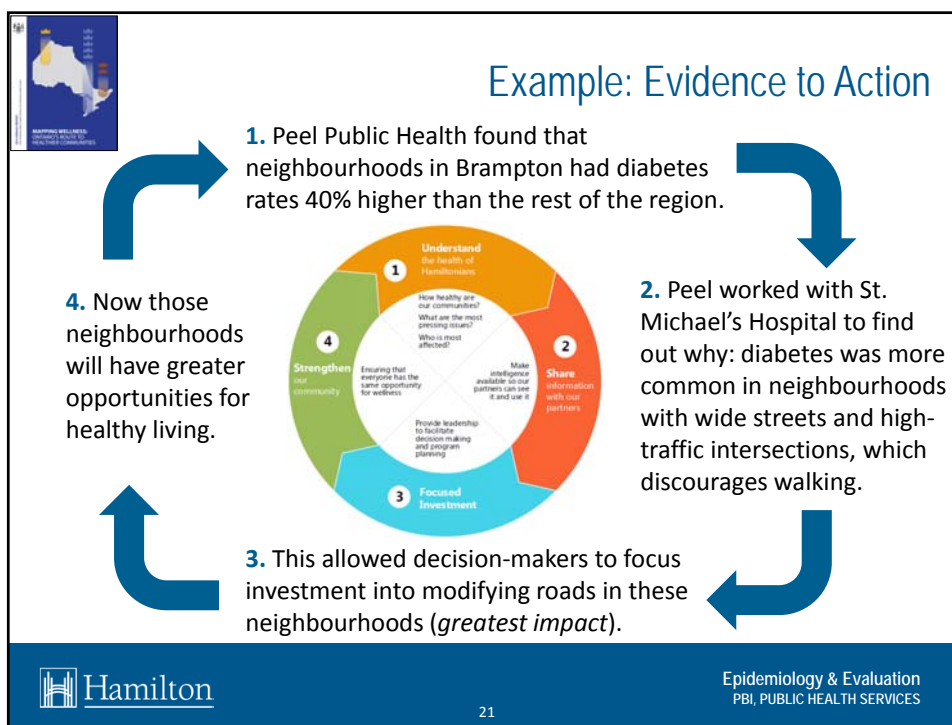 MAPPING WELLNESS:
ONTARIO'S ROUTE TO
HEALTHIER COMMUNITIES
Example: Evidence to Action
1. Peel Public Health found that
neighbourhoods in Brampton had diabetes
rates 40% higher than the rest of the region.
2. Peel worked with St.
Michael's Hospital to find
out why: diabetes was more
common in neighbourhoods
with wide streets and high-
traffic intersections, which
discourages walking.
3. This allowed decision-makers to focus
investment into modifying roads in these
neighbourhoods (greatest impact).
4. Now those
neighbourhoods
will have greater
opportunities for
healthy living.
1
Understand
the health of
Hamiltonians
How healthy are
our communities?
What are the most
pressing issues?
Who is most
affected?
2
Share
information
with our
partners
Make
intelligence
available so our
partners can see
it and use it
3
Focused
Investment
Provide leadership
to facilitate
decision making
and program
planning
4
Strengthen
our
community
Ensuring that
everyone has the
same opportunity
for wellness
Hamilton
21
Epidemiology & Evaluation
PBI, PUBLIC HEALTH SERVICES